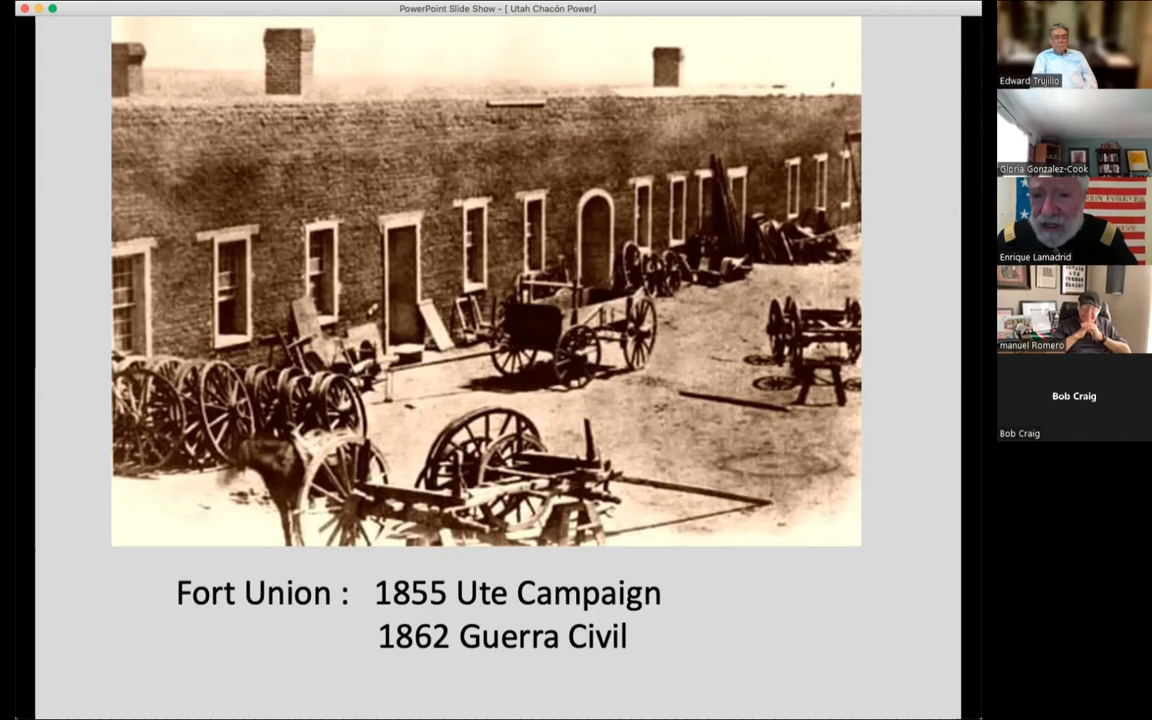 PowerPoint Slide Show - [ Utah Chacón Power]
Fort Union : 1855 Ute Campaign
1862 Guerra Civil
Edward Trujillo
Gloria Gonzalez-Cook
Enrique Lamadrid
manuel Romero
Bob Craig
Bob Craig